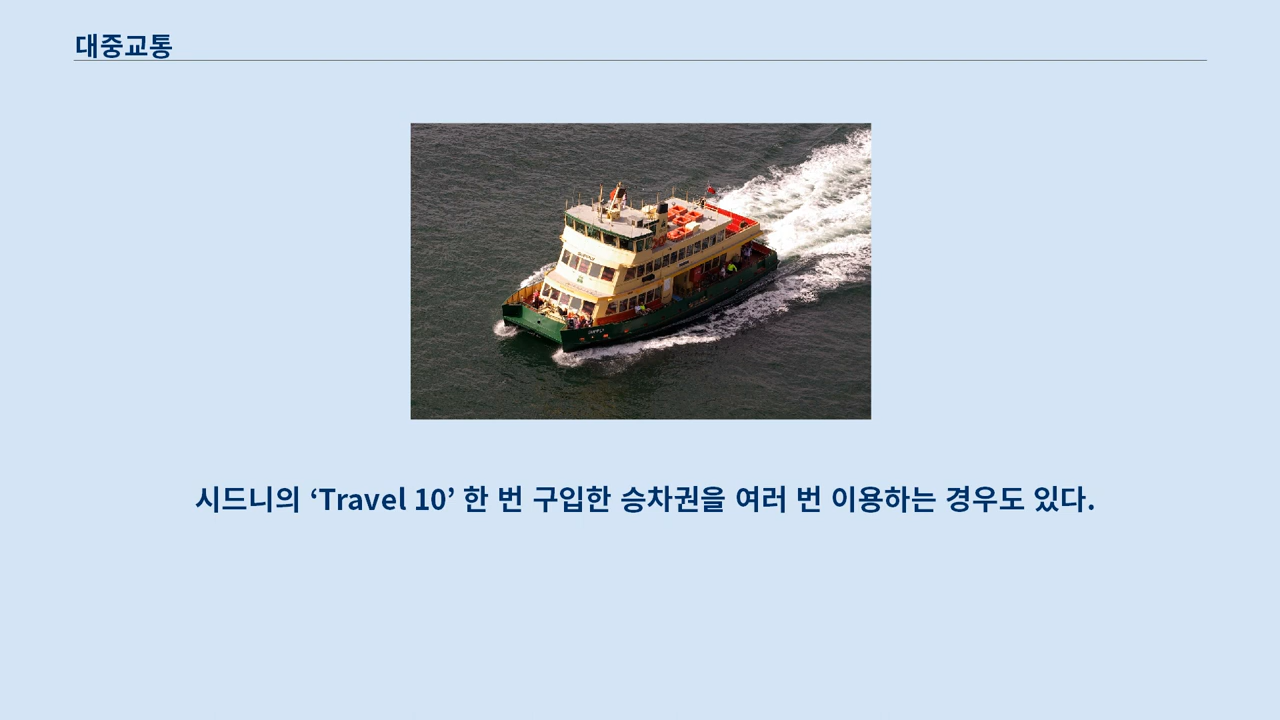 대중교통
시드니의 ‘Travel 10’ 한 번 구입한 승차권을 여러 번 이용하는 경우도 있다.